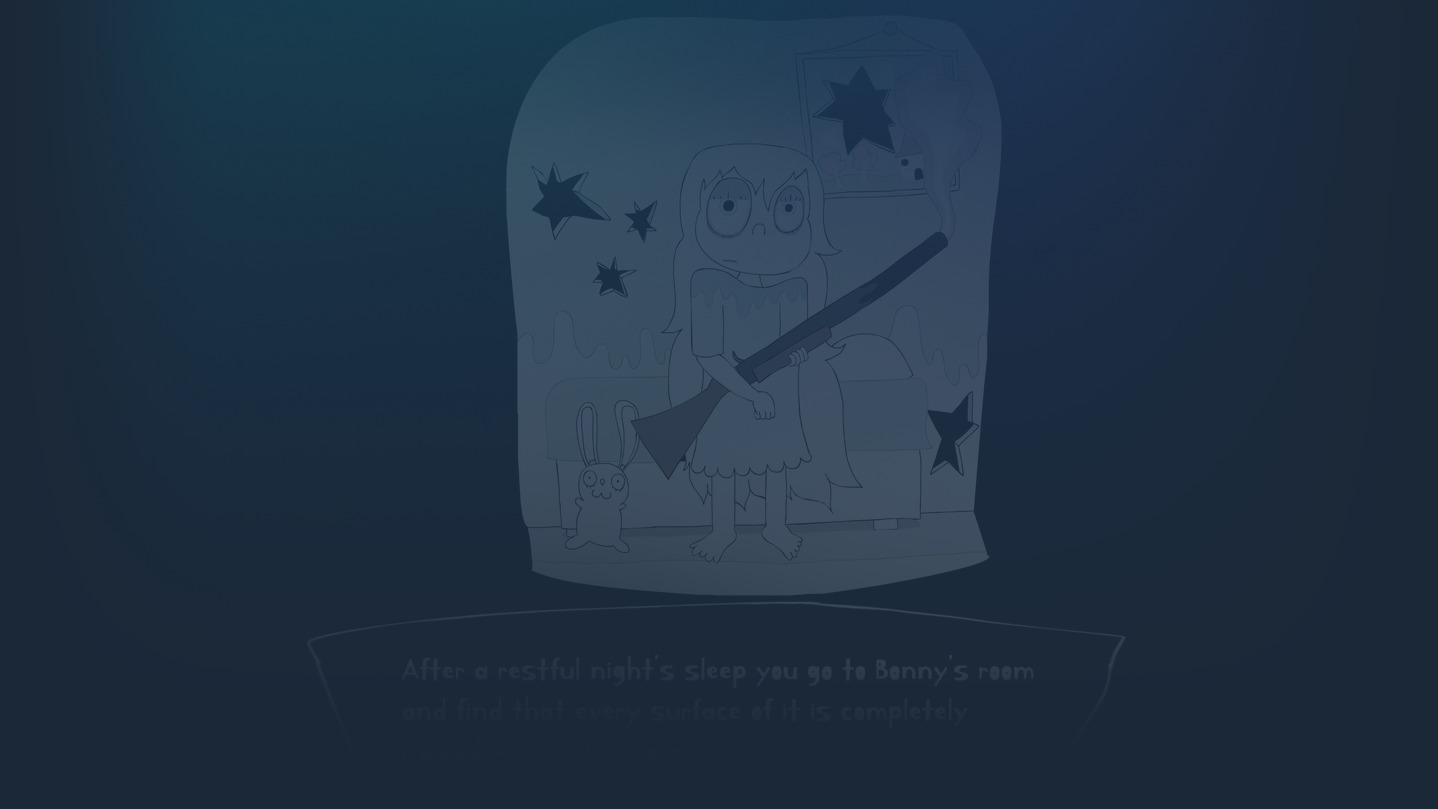 After a restful night's sleep you go to Bonny's room
and find that every surface of it is completely